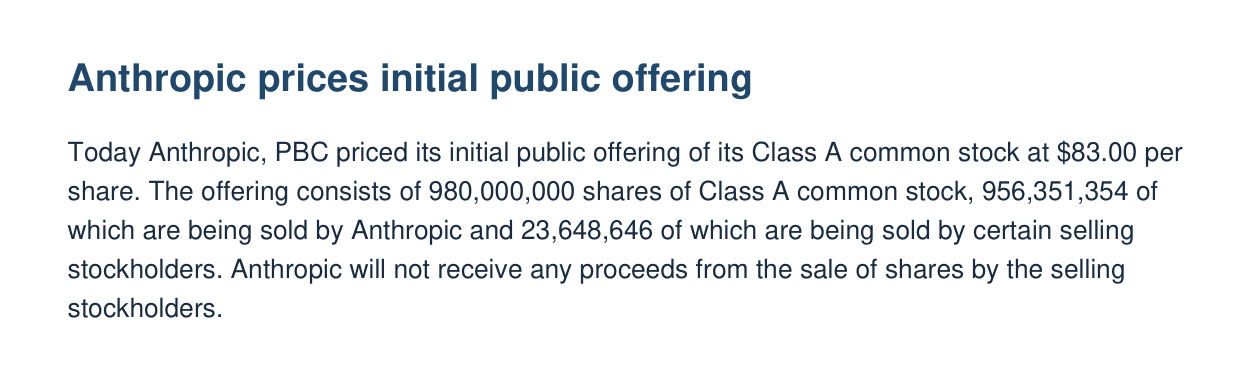 Anthropic prices initial public offering
Today Anthropic, PBC priced its initial public offering of its Class A common stock at $83.00 per
share. The offering consists of 980,000,000 shares of Class A common stock, 956,351,354 of
which are being sold by Anthropic and 23,648,646 of which are being sold by certain selling
stockholders. Anthropic will not receive any proceeds from the sale of shares by the selling
stockholders.